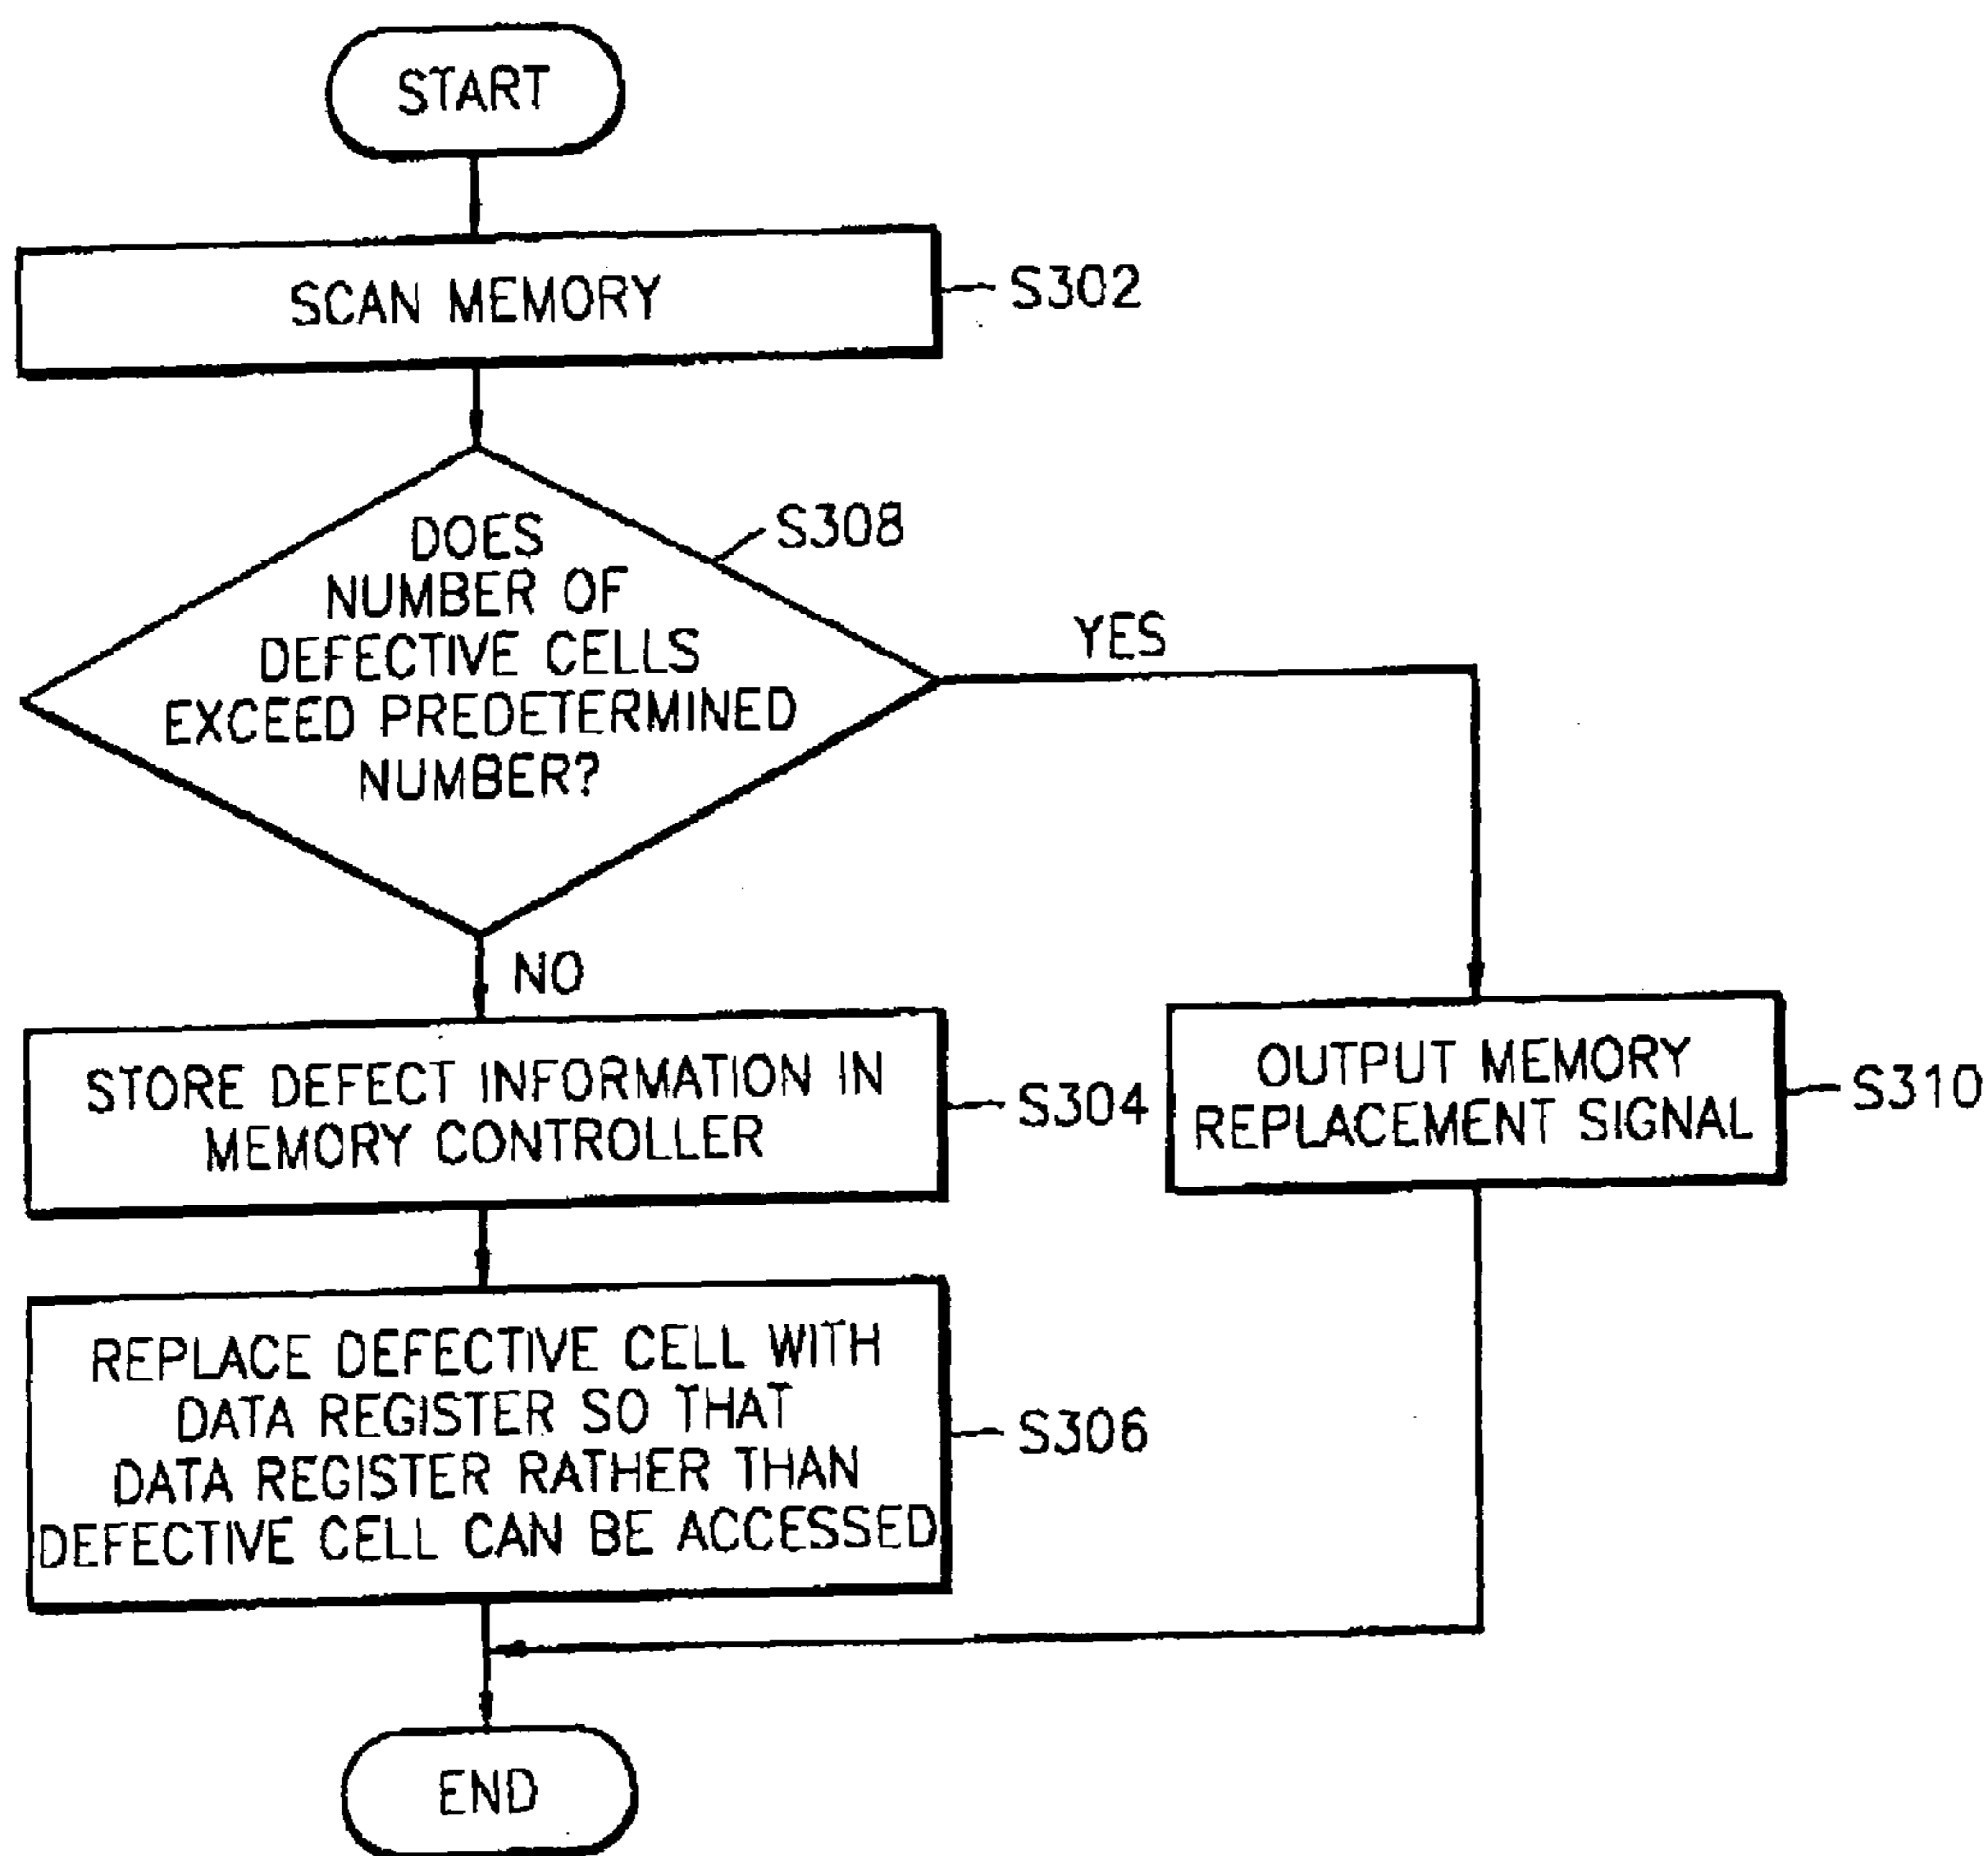 START
SCAN MEMORY
S302
DOES
NUMBER OF
DEFECTIVE CELLS
EXCEED PREDETERMINED
NUMBER?
S308
YES
NO
STORE DEFECT INFORMATION IN
MEMORY CONTROLLER
S304
OUTPUT MEMORY
REPLACEMENT SIGNAL
S310
REPLACE DEFECTIVE CELL WITH
DATA REGISTER SO THAT
DATA REGISTER RATHER THAN
DEFECTIVE CELL CAN BE ACCESSED
S306
END